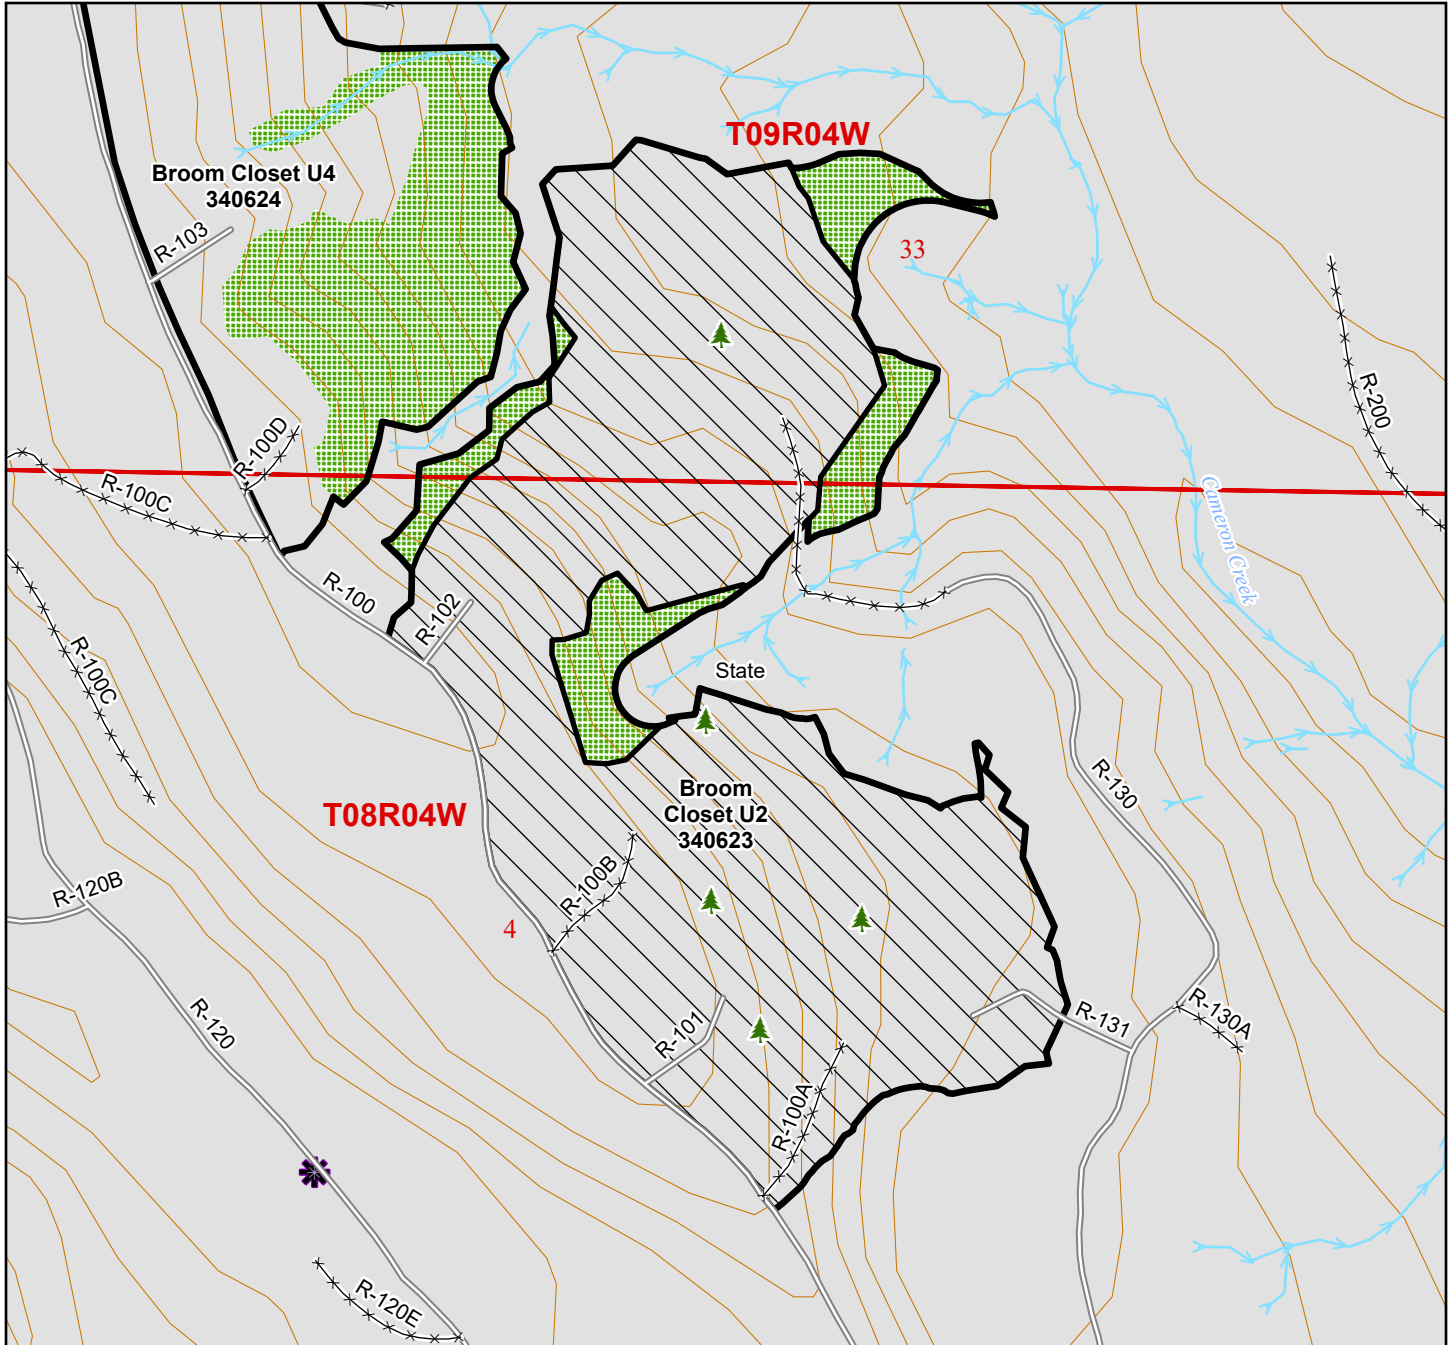 T09R04W
Broom Closet U4
340624
R-103
33
R-200
R-100D
R-100C
Cameron Creek
R-100
R-102
R-100C
State
R-130
Broom
Closet U2
340623
T08R04W
R-120B
R-100B
4
R-120
R-101
R-131
R-130A
R-100A
R-120E